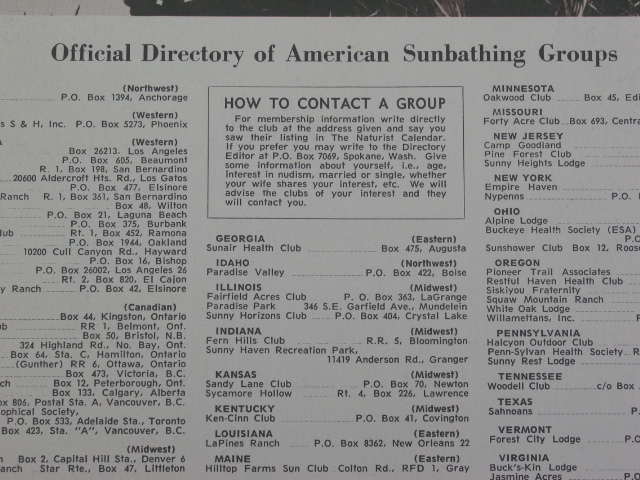 Official Directory of American Sunbathing Groups
(Northwest)
P.O. Box 1394, Anchorage
(Western)
s S & H, Inc. P.O. Box 5273, Phoenix
(Western)
Box 26213, Los Angeles
P.O. Box 605, Beaumont
R. 1, Box 198, San Bernardino
20600 Aldercroft Hts. Rd., Los Gatos
P.O. Box 477, Elsinore
Ranch R. 1, Box 361, San Bernardino
Box 48, Wilton
P.O. Box 21, Laguna Beach
P.O. Box 375, Burbank
lub Rt. 1, Box 452, Ramona
P.O. Box 1944, Oakland
10200 Cull Canyon Rd., Hayward
P.O. Box 16, Bishop
P.O. Box 26002, Los Angeles 26
Rt. 2, Box 820, El Cajon
y Ranch P.O. Box 42, Elsinore
(Canadian)
Box 44, Kingston, Ontario
ub RR 1, Belmont, Ont.
Box 50, Bristol, N.B.
324 Highland Rd., No. Bay, Ont.
Box 64, Sta. C, Hamilton, Ontario
(Gunther) RR 6, Ottawa, Ontario
Box 473, Victoria, B.C.
ch Box 12, Peterborough, Ont.
Box 133, Calgary, Alberta
ox 806, Postal Sta. A, Vancouver, B.C.
ophical Society,
P.O. Box 533, Adelaide Sta., Toronto
Box 423, Sta. "A", Vancouver, B.C.
(Midwest)
h Box 2, Capitol Hill Sta., Denver 6
anch Star Rte., Box 47, Littleton
HOW TO CONTACT A GROUP
For membership information write directly
to the club at the address given and say you
saw their listing in The Naturist Calendar.
If you prefer you may write to the Directory
Editor at P.O. Box 7069, Spokane, Wash. Give
some information about yourself, i.e., age,
interest in nudism, married or single, whether
your wife shares your interest, etc. We will
advise the clubs of your interest and they
will contact you.
GEORGIA (Eastern)
Sunair Health Club Box 475, Augusta
IDAHO (Northwest)
Paradise Valley P.O. Box 422, Boise
ILLINOIS (Midwest)
Fairfield Acres Club P. O. Box 363, LaGrange
Paradise Park 346 S.E. Garfield Ave., Mundelein
Sunny Horizons Club P.O. Box 404, Crystal Lake
INDIANA (Midwest)
Fern Hills Club R.R. 5, Bloomington
Sunny Haven Recreation Park,
11419 Anderson Rd., Granger
KANSAS (Midwest)
Sandy Lane Club P.O. Box 70, Newton
Sycamore Hollow Rt. 4, Box 226, Lawrence
KENTUCKY (Midwest)
Ken-Cinn Club P.O. Box 41, Covington
LOUISIANA (Eastern)
LaPines Ranch P.O. Box 8362, New Orleans 22
MAINE (Eastern)
Hilltop Farms Sun Club Colton Rd., RFD 1, Gray
MINNESOTA
Oakwood Club Box 45, Edi
MISSOURI
Forty Acre Club Box 693, Centra
NEW JERSEY
Camp Goodland
Pine Forest Club
Sunny Heights Lodge
NEW YORK
Empire Haven
Nypenns P.O. B
OHIO
Alpine Lodge
Buckeye Health Society (ESA)
P.O
Sunshower Club Box 12, Roos
OREGON
Pioneer Trail Associates
Restful Haven Health Club
Siskiyou Fraternity
Squaw Mountain Ranch
White Oak Lodge
Willamettans, Inc. P
PENNSYLVANIA
Halcyon Outdoor Club
Penn-Sylvan Health Society R
Sunny Rest Lodge
TENNESSEE
Woodell Club c/o Box
TEXAS
Sahnoans P.O
VERMONT
Forest City Lodge P.O
VIRGINIA
Buck's-Kin Lodge
Jasmine Acres P.O